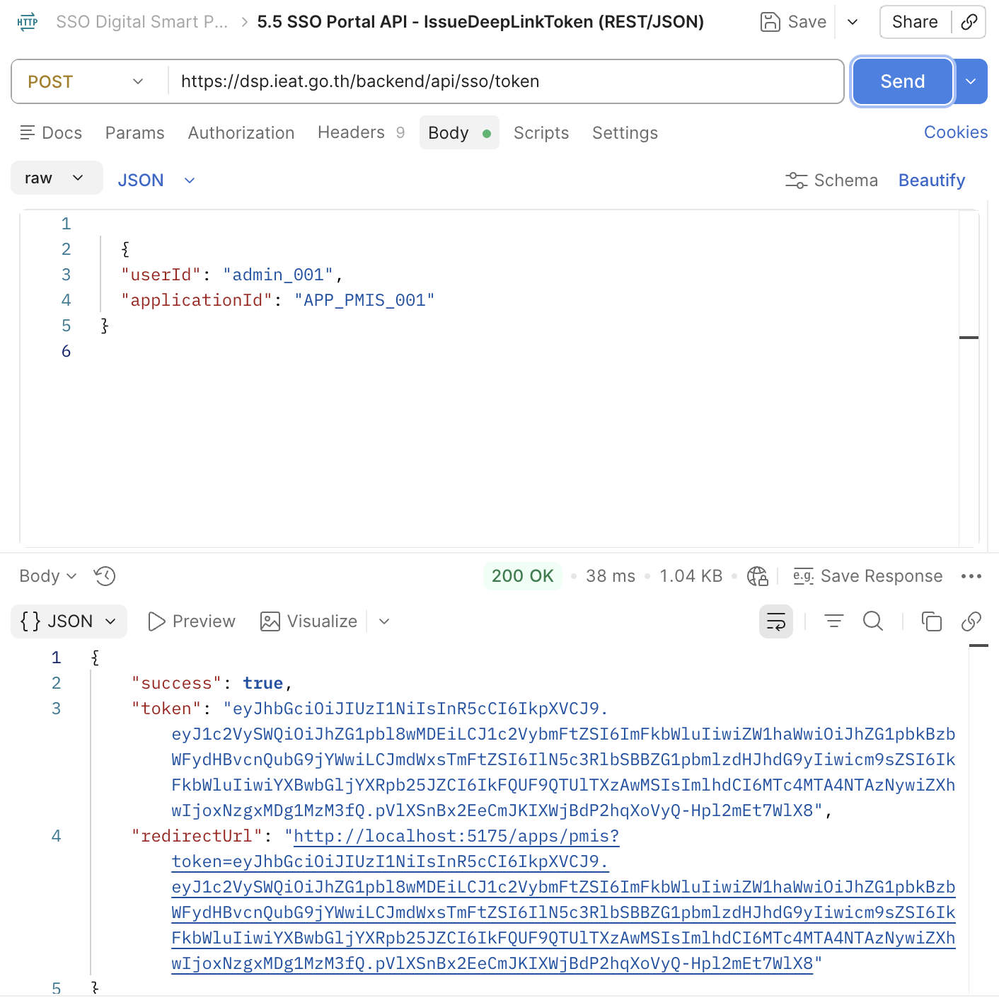 HTTP SSO Digital Smart P... > 5.5 SSO Portal API - IssueDeepLinkToken (REST/JSON) Save Share
POST https://dsp.ieat.go.th/backend/api/sso/token Send
Docs Params Authorization Headers 9 Body Scripts Settings Cookies
raw JSON Schema Beautify
1
2 {
3 "userId": "admin_001",
4 "applicationId": "APP_PMIS_001"
5 }
6
Body 200 OK • 38 ms • 1.04 KB • e.g. Save Response
{} JSON Preview Visualize
1 {
2 "success": true,
3 "token": "eyJhbGciOiJIUzI1NiIsInR5cCI6IkpXVCJ9.
eyJ1c2VySWQiOiJhZG1pbl8wMDEiLCJ1c2VybmFtZSI6ImFkbWluIiwiZW1haWwiOiJhZG1pbkBzb
WFydHBvcnQubG9jYWwiLCJmdWxsTmFtZSI6IlN5c3RlbSBBZG1pbmlzdHJhdG9yIiwicm9sZSI6Ik
FkbWluIiwiYXBwbGljYXRpb25JZCI6IkFQUF9QTUlTXzAwMSIsImlhdCI6MTc4MTA4NTAzNywiZXh
wIjoxNzgxMDg1MzM3fQ.pVlXSnBx2EeCmJKIXWjBdP2hqXoVyQ-Hpl2mEt7WlX8",
4 "redirectUrl": "http://localhost:5175/apps/pmis?
token=eyJhbGciOiJIUzI1NiIsInR5cCI6IkpXVCJ9.
eyJ1c2VySWQiOiJhZG1pbl8wMDEiLCJ1c2VybmFtZSI6ImFkbWluIiwiZW1haWwiOiJhZG1pbkBzb
WFydHBvcnQubG9jYWwiLCJmdWxsTmFtZSI6IlN5c3RlbSBBZG1pbmlzdHJhdG9yIiwicm9sZSI6Ik
FkbWluIiwiYXBwbGljYXRpb25JZCI6IkFQUF9QTUlTXzAwMSIsImlhdCI6MTc4MTA4NTAzNywiZXh
wIjoxNzgxMDg1MzM3fQ.pVlXSnBx2EeCmJKIXWjBdP2hqXoVyQ-Hpl2mEt7WlX8"
5 }